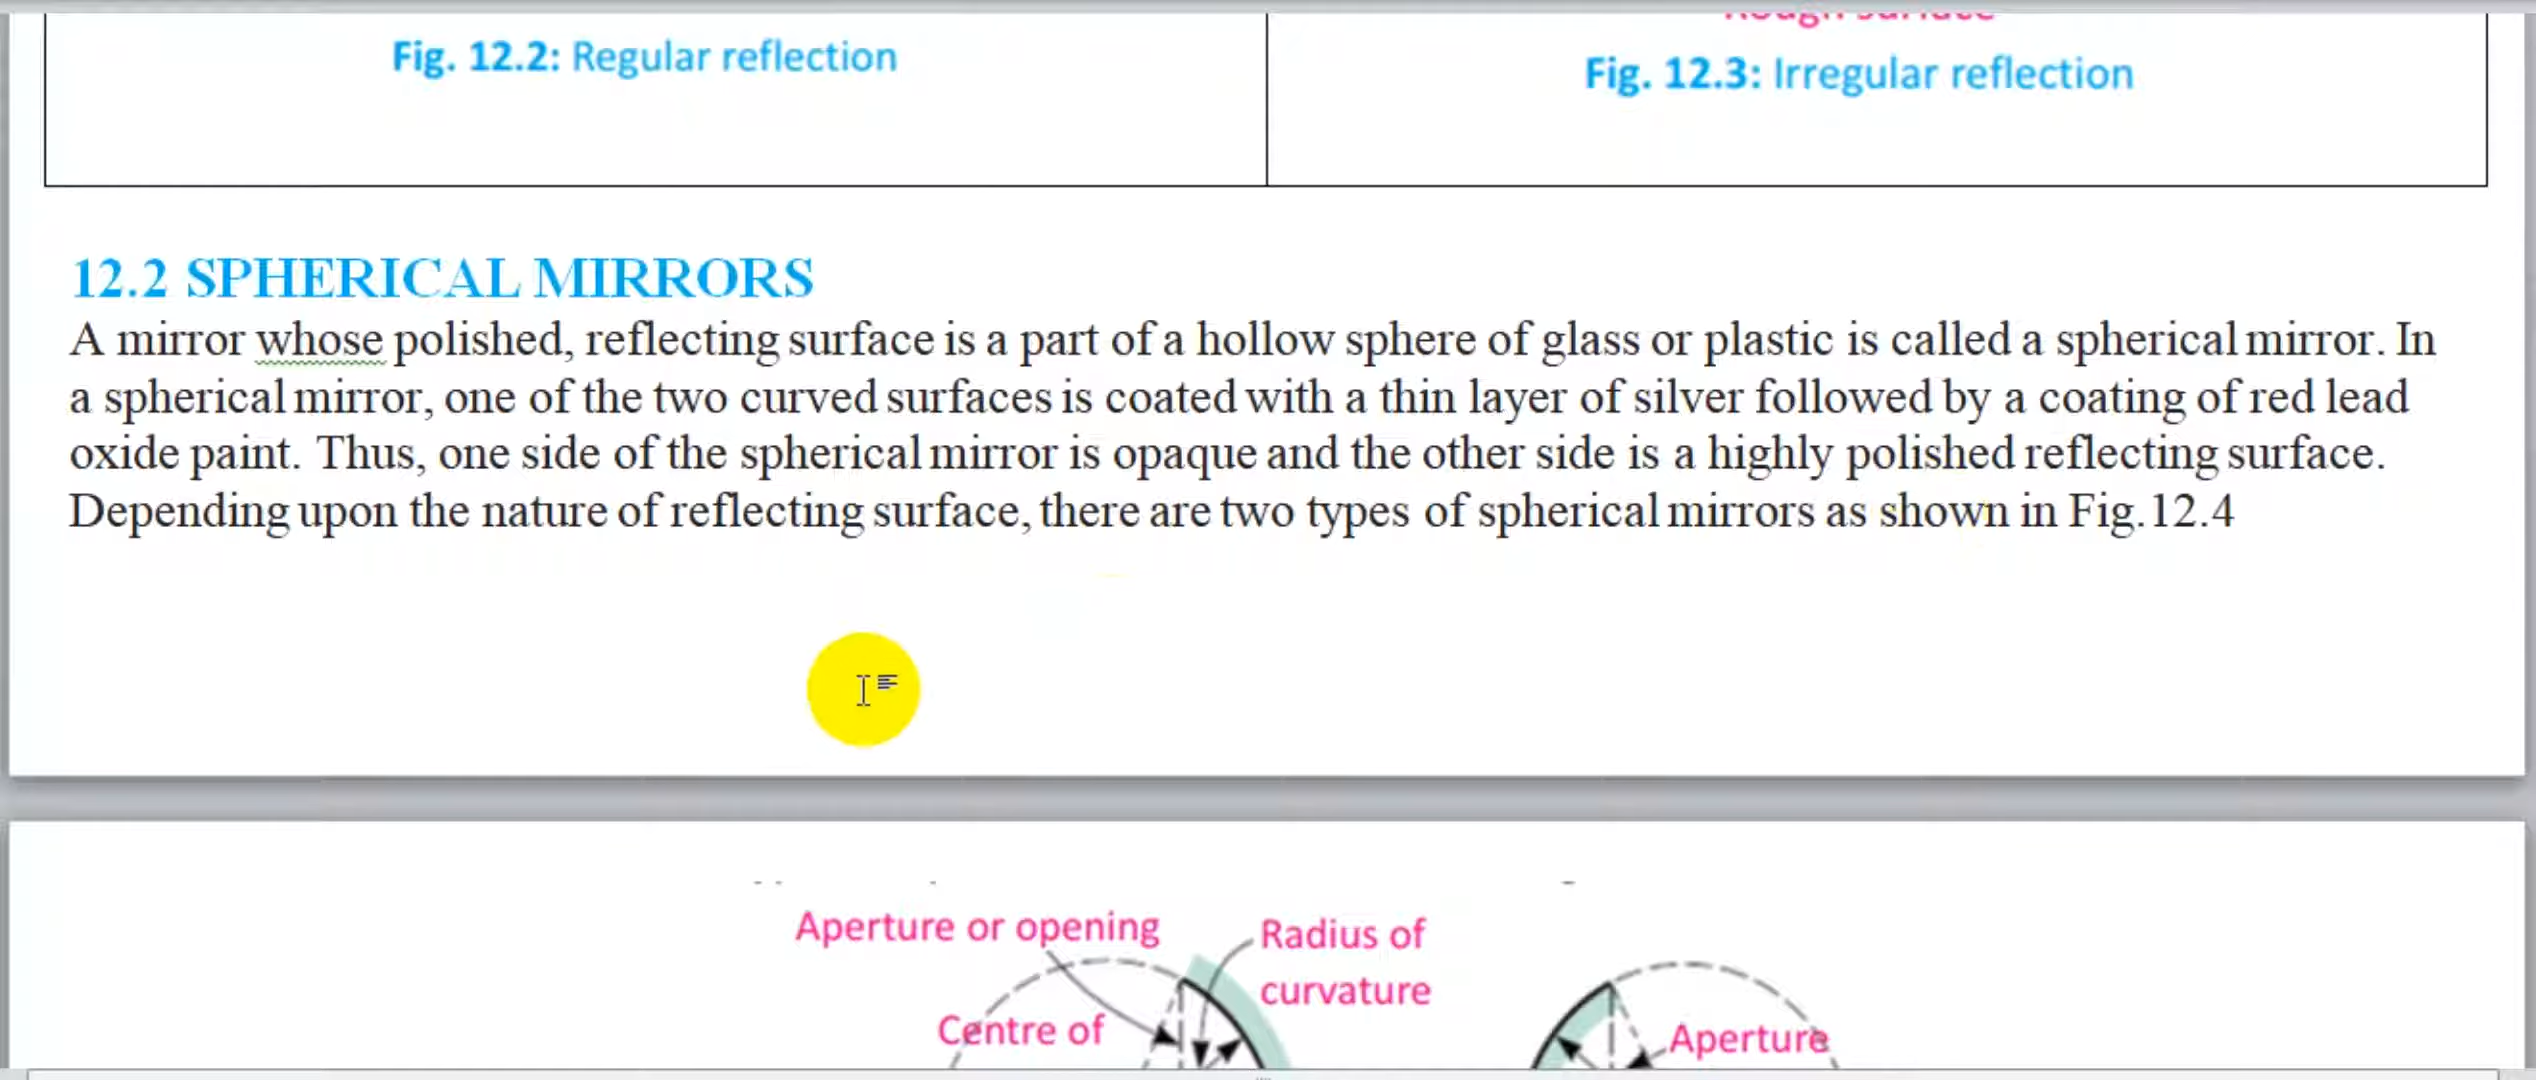 Fig. 12.2: Regular reflection
Fig. 12.3: Irregular reflection
12.2 SPHERICAL MIRRORS
A mirror whose polished, reflecting surface is a part of a hollow sphere of glass or plastic is called a spherical mirror. In
a spherical mirror, one of the two curved surfaces is coated with a thin layer of silver followed by a coating of red lead
oxide paint. Thus, one side of the spherical mirror is opaque and the other side is a highly polished reflecting surface.
Depending upon the nature of reflecting surface, there are two types of spherical mirrors as shown in Fig.12.4
Aperture or opening
Radius of
curvature
Centre of
Aperture